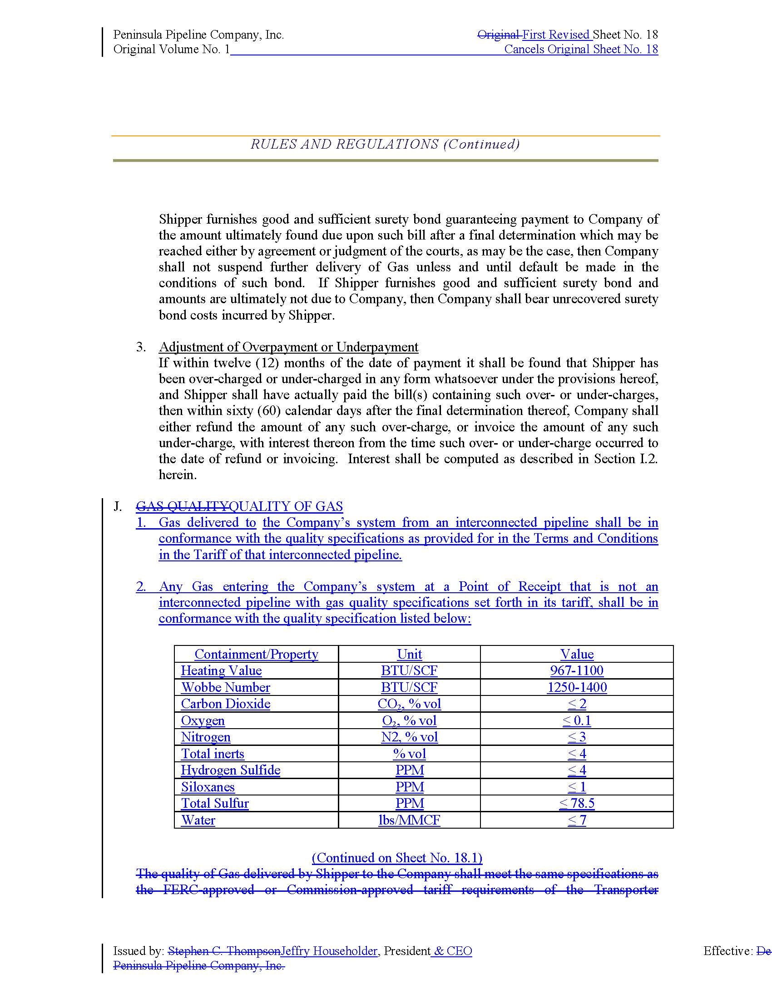 Peninsula Pipeline Company, Inc. Original First Revised Sheet No. 18
Original Volume No. 1 Cancels Original Sheet No. 18
RULES AND REGULATIONS (Continued)
Shipper furnishes good and sufficient surety bond guaranteeing payment to Company of
the amount ultimately found due upon such bill after a final determination which may be
reached either by agreement or judgment of the courts, as may be the case, then Company
shall not suspend further delivery of Gas unless and until default be made in the
conditions of such bond. If Shipper furnishes good and sufficient surety bond and
amounts are ultimately not due to Company, then Company shall bear unrecovered surety
bond costs incurred by Shipper.
3. Adjustment of Overpayment or Underpayment
If within twelve (12) months of the date of payment it shall be found that Shipper has
been over-charged or under-charged in any form whatsoever under the provisions hereof,
and Shipper shall have actually paid the bill(s) containing such over- or under-charges,
then within sixty (60) calendar days after the final determination thereof, Company shall
either refund the amount of any such over-charge, or invoice the amount of any such
under-charge, with interest thereon from the time such over- or under-charge occurred to
the date of refund or invoicing. Interest shall be computed as described in Section I.2.
herein.
J. GAS QUALITYQUALITY OF GAS
1. Gas delivered to the Company’s system from an interconnected pipeline shall be in
conformance with the quality specifications as provided for in the Terms and Conditions
in the Tariff of that interconnected pipeline.
2. Any Gas entering the Company’s system at a Point of Receipt that is not an
interconnected pipeline with gas quality specifications set forth in its tariff, shall be in
conformance with the quality specification listed below:
Containment/Property Unit Value
Heating Value BTU/SCF 967-1100
Wobbe Number BTU/SCF 1250-1400
Carbon Dioxide CO₂, % vol ≤ 2
Oxygen O₂, % vol ≤ 0.1
Nitrogen N2, % vol ≤ 3
Total inerts % vol ≤ 4
Hydrogen Sulfide PPM ≤ 4
Siloxanes PPM ≤ 1
Total Sulfur PPM ≤ 78.5
Water lbs/MMCF ≤ 7
(Continued on Sheet No. 18.1)
The quality of Gas delivered by Shipper to the Company shall meet the same specifications as
the FERC-approved or Commission-approved tariff requirements of the Transporter
Issued by: Stephen C. ThompsonJeffry Householder, President & CEO Effective: De
Peninsula Pipeline Company, Inc.